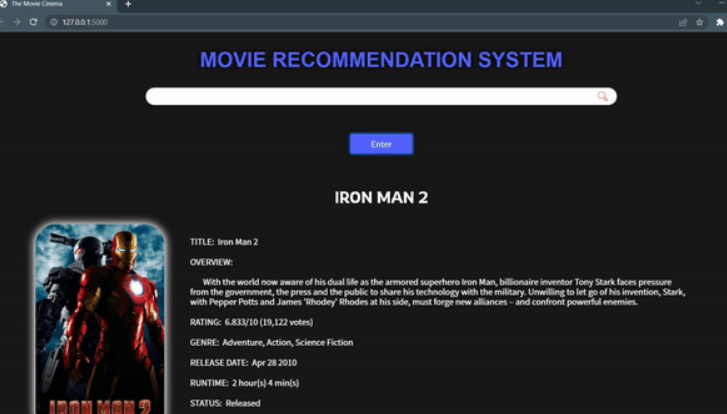 The Movie Cinema
127.0.0.1:5000
MOVIE RECOMMENDATION SYSTEM
Enter
IRON MAN 2
TITLE: Iron Man 2
OVERVIEW:
With the world now aware of his dual life as the armored superhero Iron Man, billionaire inventor Tony Stark faces pressure
from the government, the press and the public to share his technology with the military. Unwilling to let go of his invention, Stark,
with Pepper Potts and James 'Rhodey' Rhodes at his side, must forge new alliances – and confront powerful enemies.
RATING: 6.833/10 (19,122 votes)
GENRE: Adventure, Action, Science Fiction
RELEASE DATE: Apr 28 2010
RUNTIME: 2 hour(s) 4 min(s)
STATUS: Released
IRON MAN 2